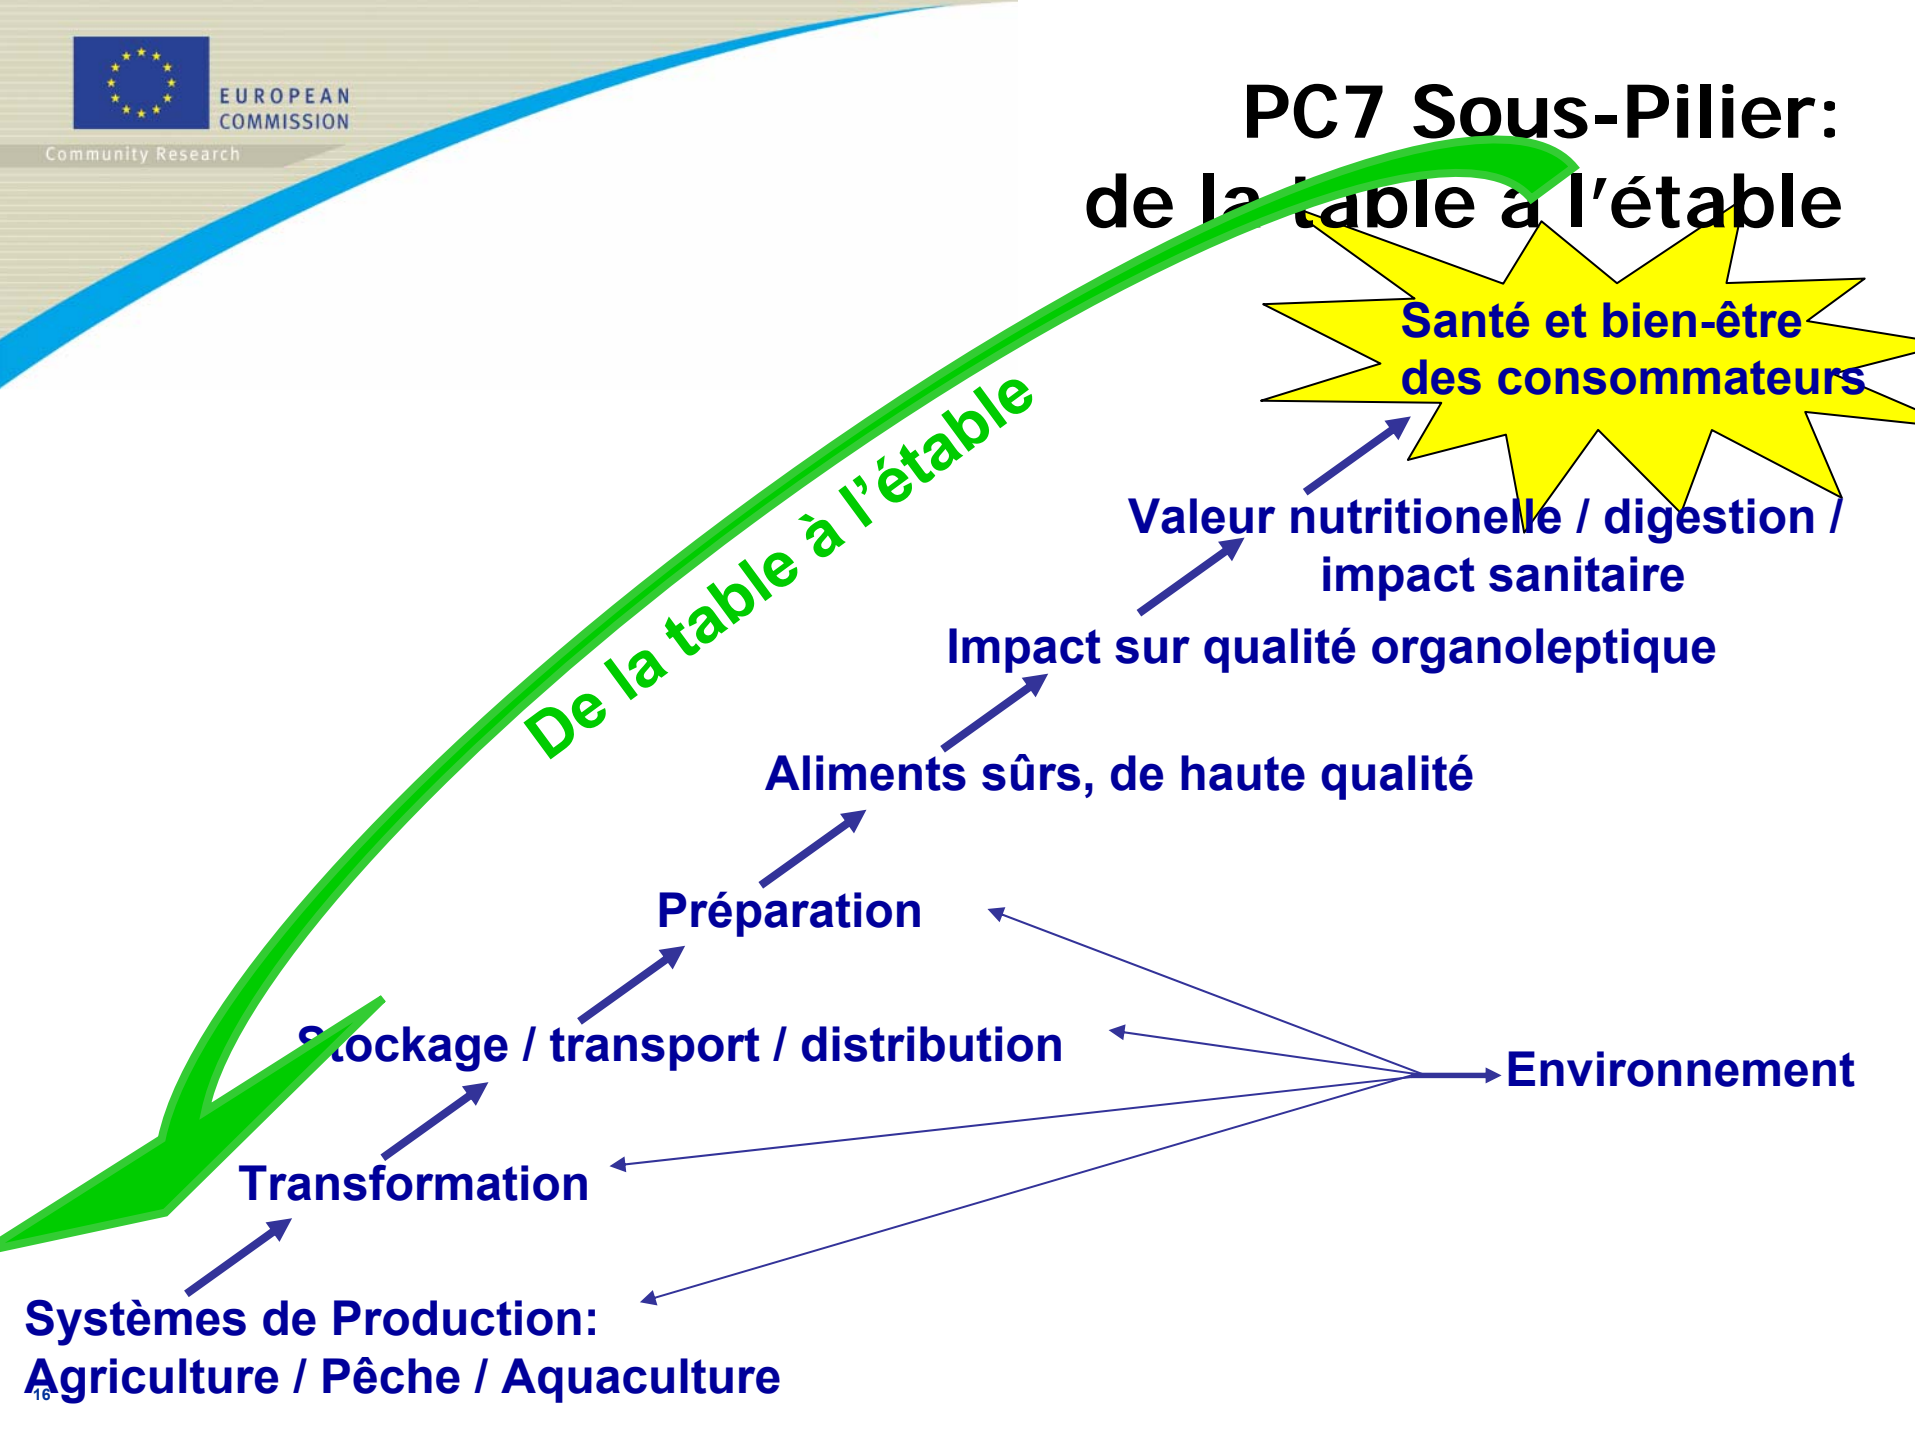 EUROPEAN
COMMISSION
Community Research
PC7 Sous-Pilier:
de la table à l'étable
Santé et bien-être
des consommateurs
De la table à l'étable
Valeur nutritionelle / digestion /
impact sanitaire
Impact sur qualité organoleptique
Aliments sûrs, de haute qualité
Préparation
Stockage / transport / distribution
Environnement
Transformation
Systèmes de Production:
Agriculture / Pêche / Aquaculture
16